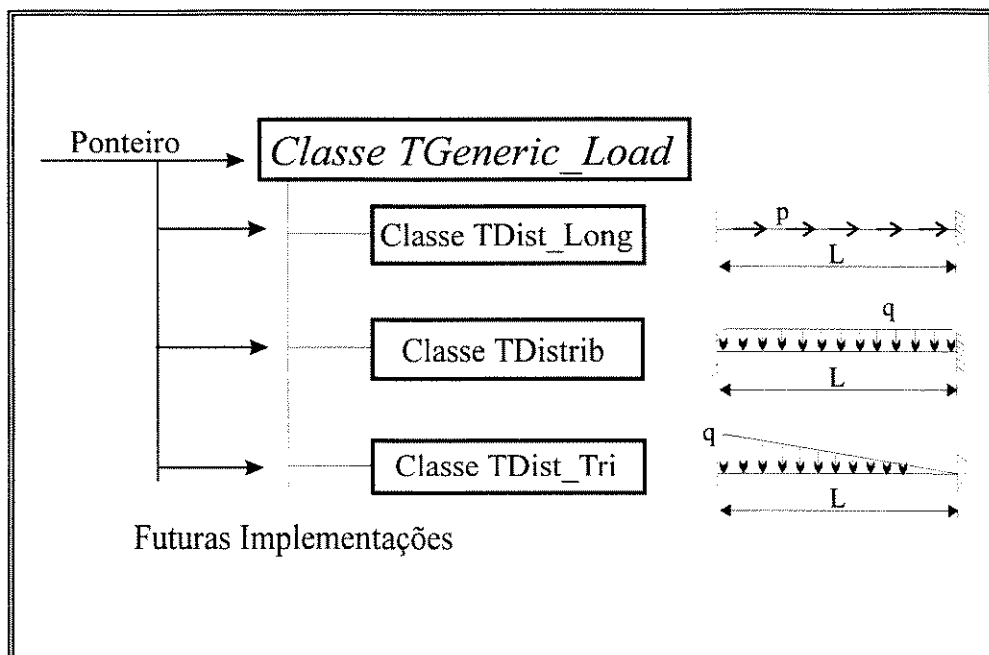 Ponteiro
Classe TGeneric_Load
Classe TDist_Long
p
L
Classe TDistrib
q
L
Classe TDist_Tri
q
L
Futuras Implementações